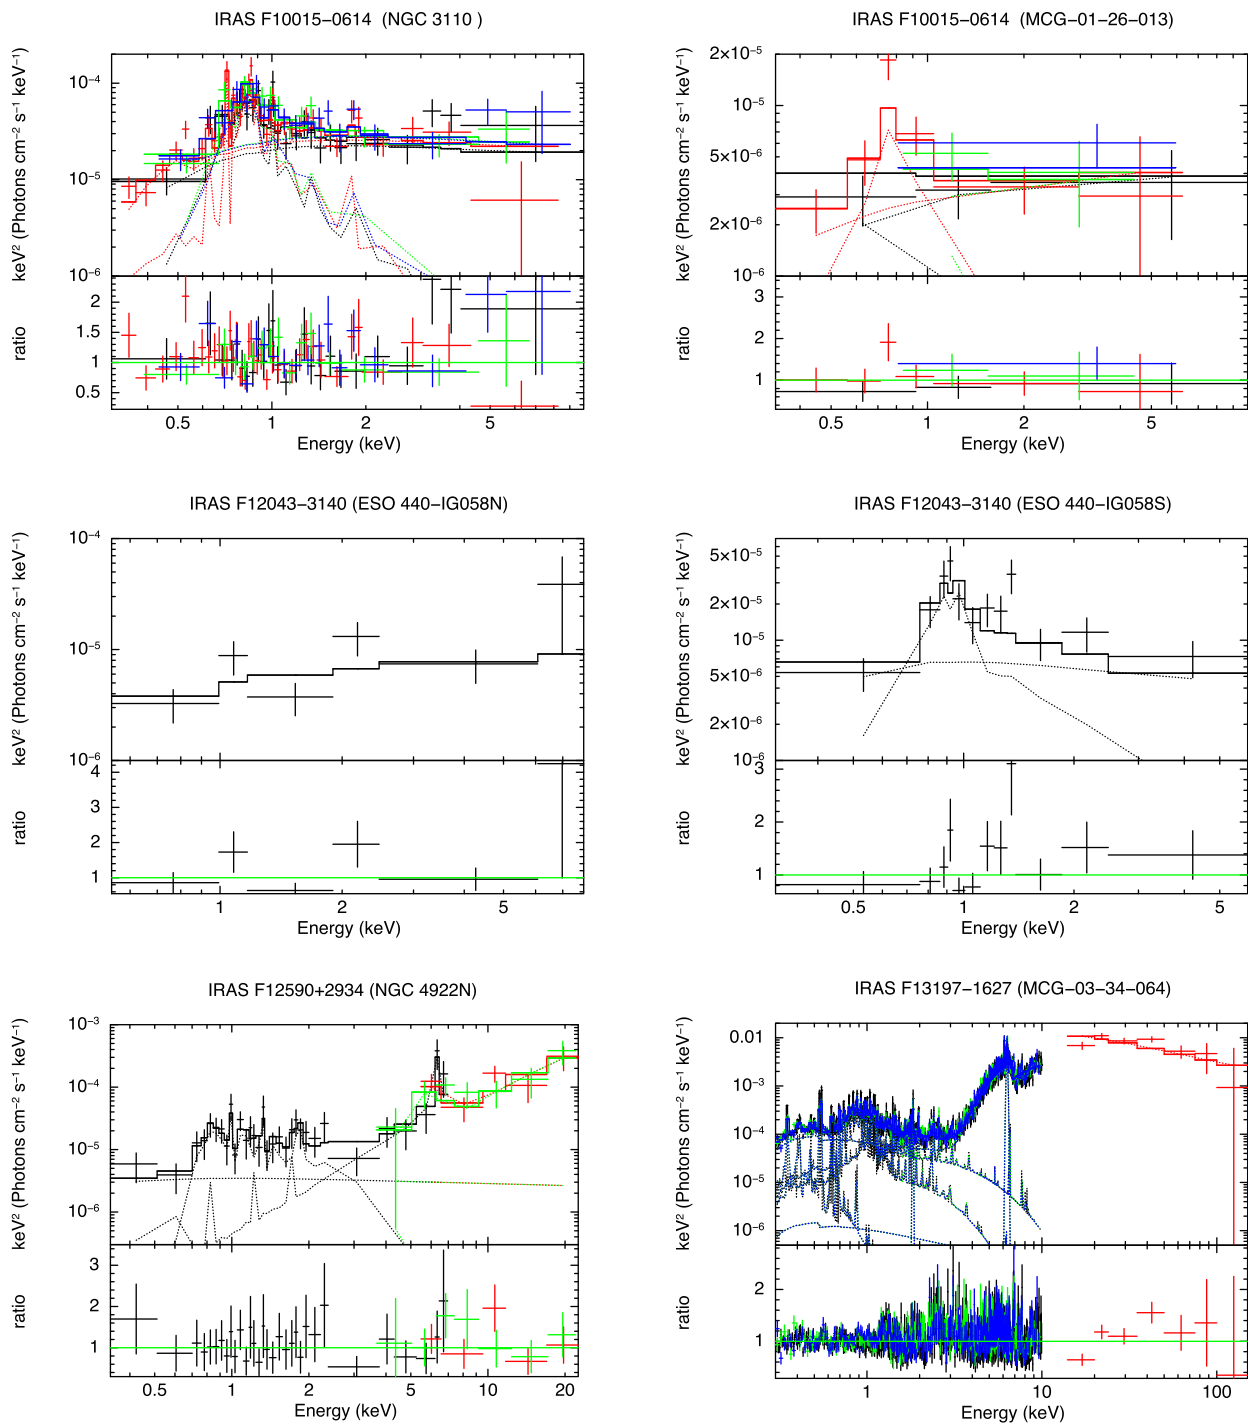 IRAS F10015−0614 (NGC 3110 )
keV² (Photons cm⁻² s⁻¹ keV⁻¹)
10⁻⁴
10⁻⁵
10⁻⁶
ratio
2
1.5
1
0.5
0.5 1 2 5
Energy (keV)
IRAS F10015−0614 (MCG−01−26−013)
keV² (Photons cm⁻² s⁻¹ keV⁻¹)
2×10⁻⁵
10⁻⁵
5×10⁻⁶
2×10⁻⁶
10⁻⁶
ratio
3
2
1
1 2 5
Energy (keV)
IRAS F12043−3140 (ESO 440−IG058N)
keV² (Photons cm⁻² s⁻¹ keV⁻¹)
10⁻⁴
10⁻⁵
10⁻⁶
ratio
4
3
2
1
1 2 5
Energy (keV)
IRAS F12043−3140 (ESO 440−IG058S)
keV² (Photons cm⁻² s⁻¹ keV⁻¹)
5×10⁻⁵
2×10⁻⁵
10⁻⁵
5×10⁻⁶
2×10⁻⁶
10⁻⁶
ratio
3
2
1
0.5 1 2 5
Energy (keV)
IRAS F12590+2934 (NGC 4922N)
keV² (Photons cm⁻² s⁻¹ keV⁻¹)
10⁻³
10⁻⁴
10⁻⁵
10⁻⁶
ratio
3
2
1
0.5 1 2 5 10 20
Energy (keV)
IRAS F13197−1627 (MCG−03−34−064)
keV² (Photons cm⁻² s⁻¹ keV⁻¹)
0.01
10⁻³
10⁻⁴
10⁻⁵
10⁻⁶
ratio
2
1
1 10 100
Energy (keV)